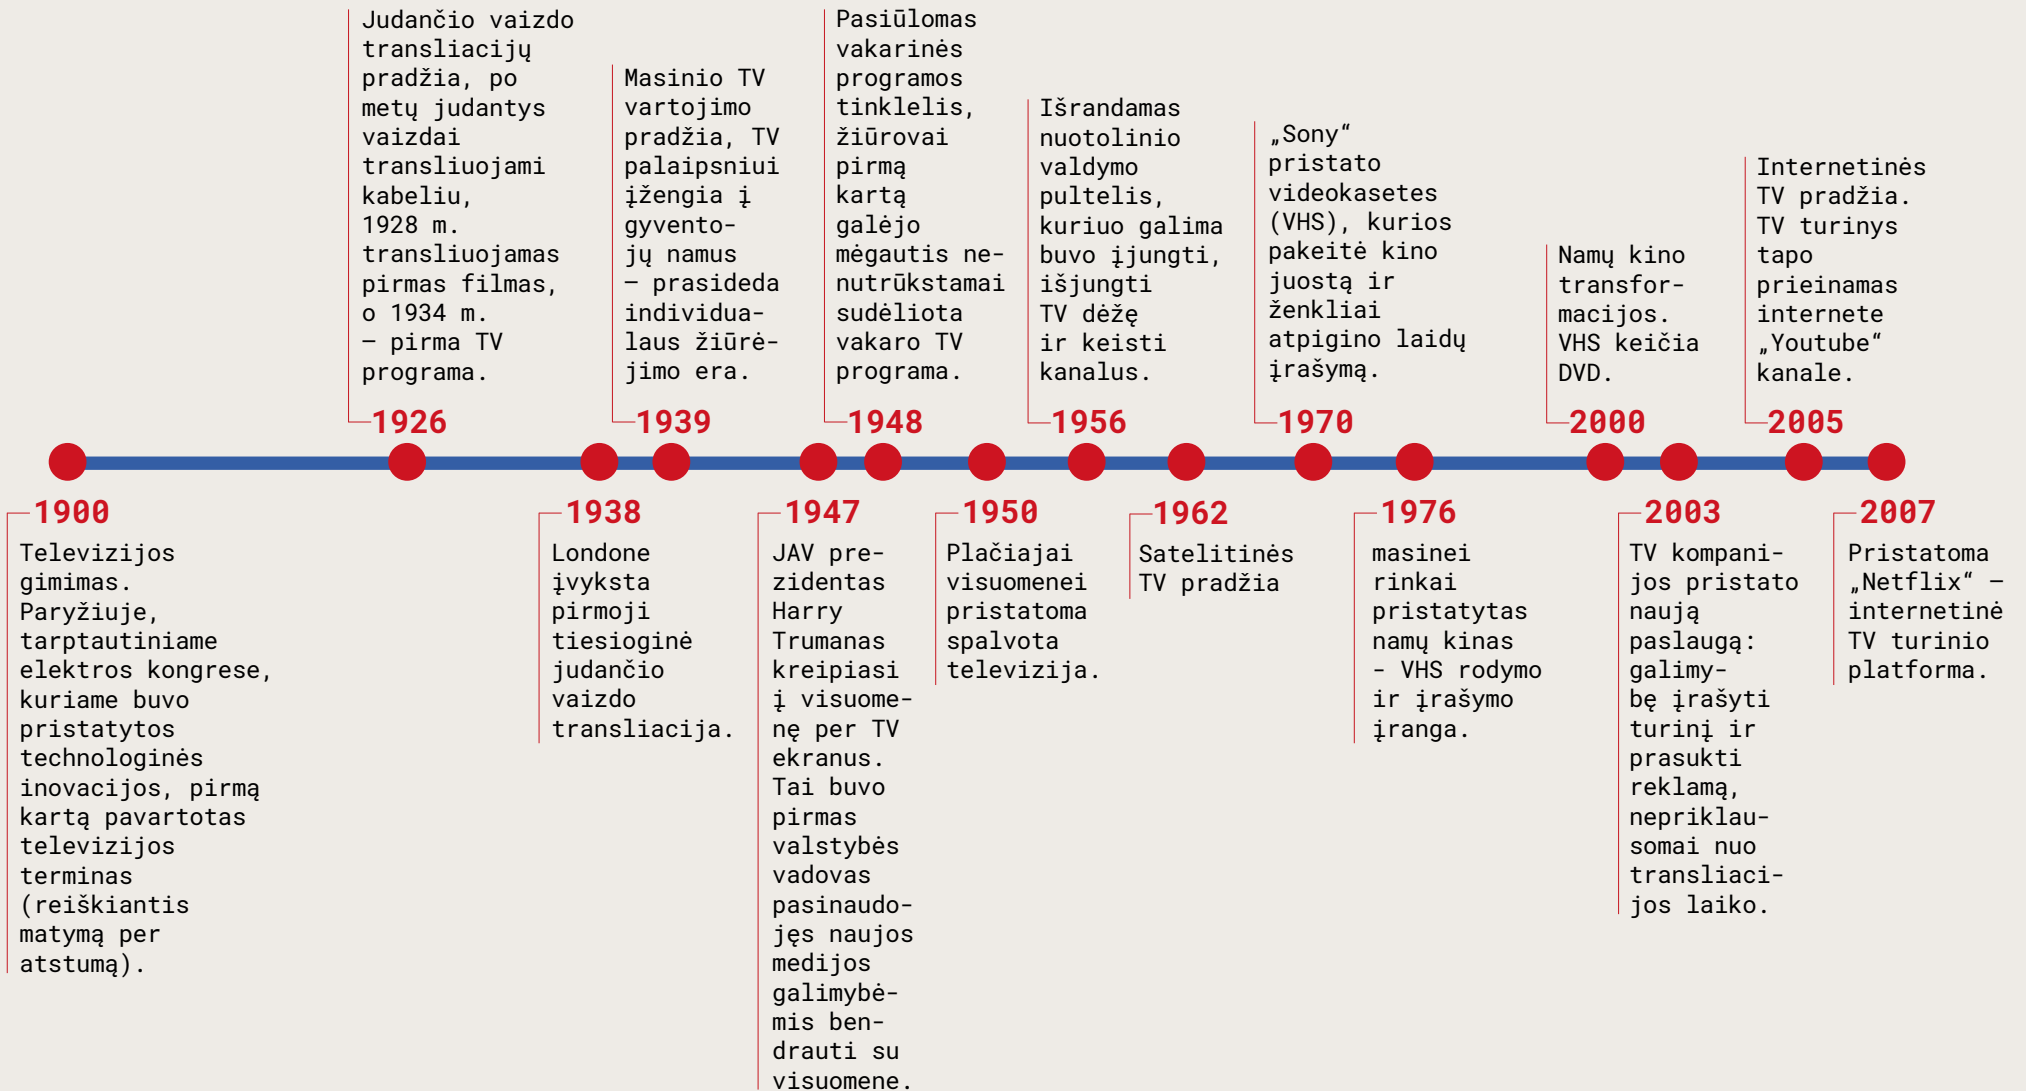 Judančio vaizdo
transliacijų
pradžia, po
metų judantys
vaizdai
transliuojami
kabeliu,
1928 m.
transliuojamas
pirmas filmas,
o 1934 m.
– pirma TV
programa.
1926
Masinio TV
vartojimo
pradžia, TV
palaipsniui
įžengia į
gyvento-
jų namus
– prasideda
individua-
laus žiūrė-
jimo era.
1939
Pasiūlomas
vakarinės
programos
tinklelis,
žiūrovai
pirmą
kartą
galėjo
mėgautis ne-
nutrūkstamai
sudėliota
vakaro TV
programa.
1948
Išrandamas
nuotolinio
valdymo
pultelis,
kuriuo galima
buvo įjungti,
išjungti
TV dėžę
ir keisti
kanalus.
1956
„Sony“
pristato
videokasetes
(VHS), kurios
pakeitė kino
juostą ir
ženkliai
atpigino laidų
įrašymą.
1970
Namų kino
transfor-
macijos.
VHS keičia
DVD.
2000
Internetinės
TV pradžia.
TV turinys
tapo
prieinamas
internete
„Youtube“
kanale.
2005
1900
Televizijos
gimimas.
Paryžiuje,
tarptautiniame
elektros kongrese,
kuriame buvo
pristatytos
technologinės
inovacijos, pirmą
kartą pavartotas
televizijos
terminas
(reiškiantis
matymą per
atstumą).
1938
Londone
įvyksta
pirmoji
tiesioginė
judančio
vaizdo
transliacija.
1947
JAV pre-
zidentas
Harry
Trumanas
kreipiasi
į visuome-
nę per TV
ekranus.
Tai buvo
pirmas
valstybės
vadovas
pasinaudo-
jęs naujos
medijos
galimybė-
mis ben-
drauti su
visuomene.
1950
Plačiajai
visuomenei
pristatoma
spalvota
televizija.
1962
Satelitinės
TV pradžia
1976
masinei
rinkai
pristatytas
namų kinas
- VHS rodymo
ir įrašymo
įranga.
2003
TV kompani-
jos pristato
naują
paslaugą:
galimy-
bę įrašyti
turinį ir
prasukti
reklamą,
nepriklau-
somai nuo
transliaci-
jos laiko.
2007
Pristatoma
„Netflix“ –
internetinė
TV turinio
platforma.